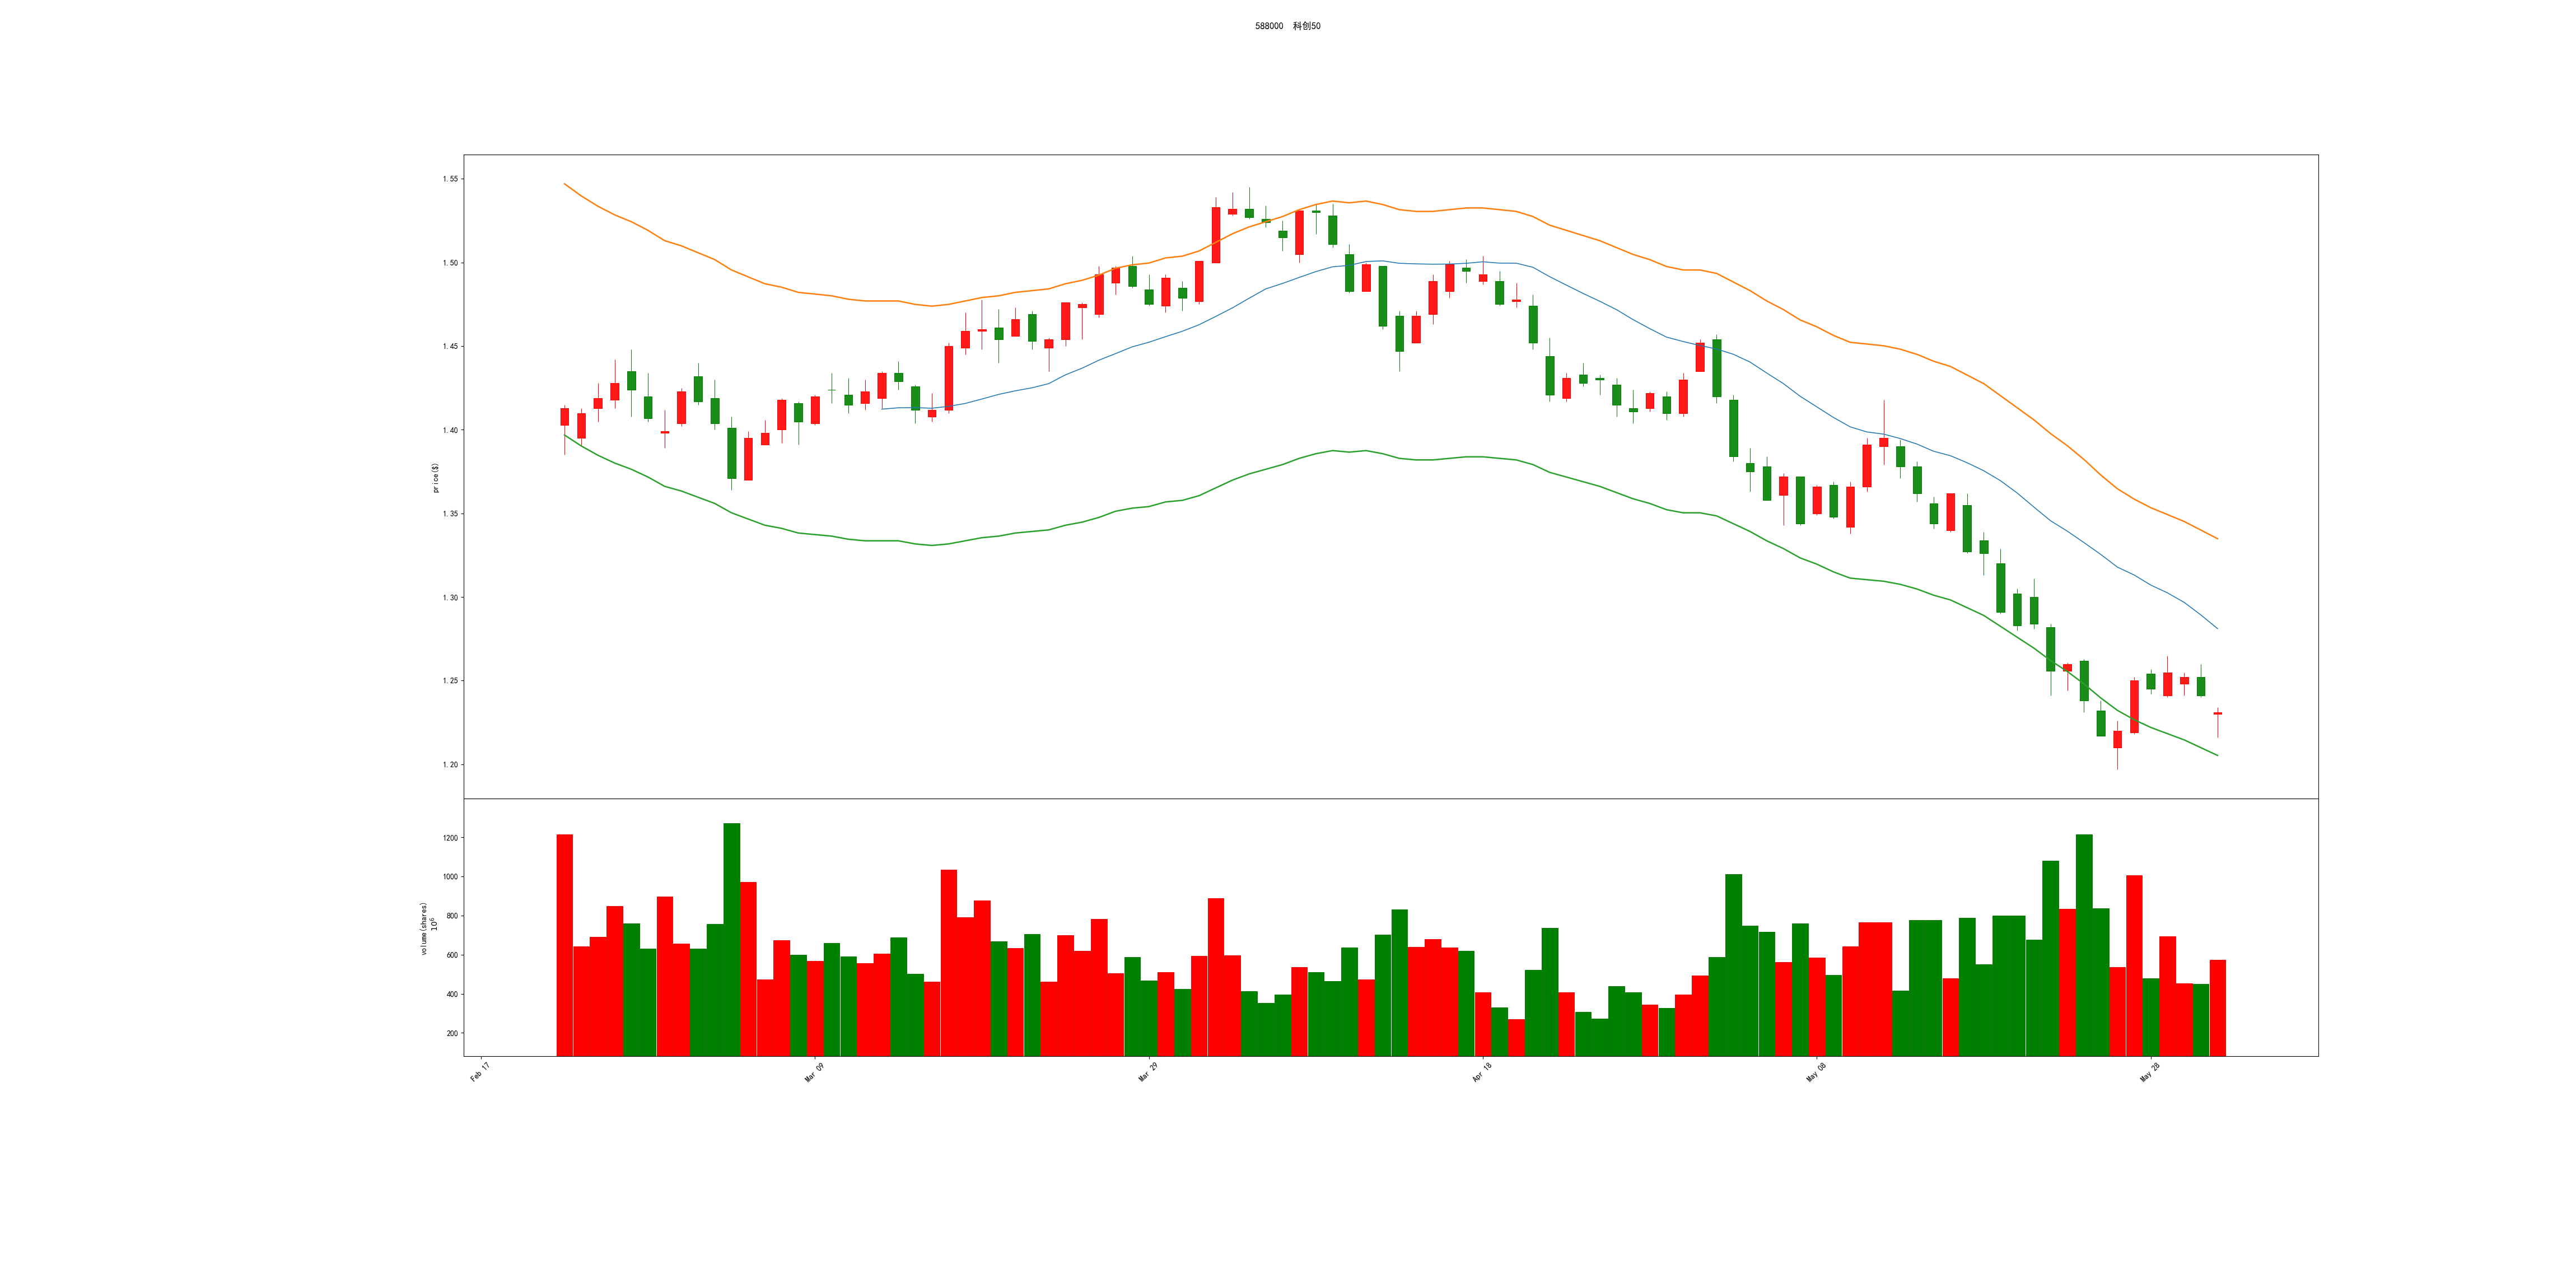 588000 科创50
1.55
1.50
1.45
1.40
1.35
1.30
1.25
1.20
price($)
1200
1000
800
600
400
200
volume(shares)
10^6
Feb 17
Mar 09
Mar 29
Apr 18
May 08
May 28